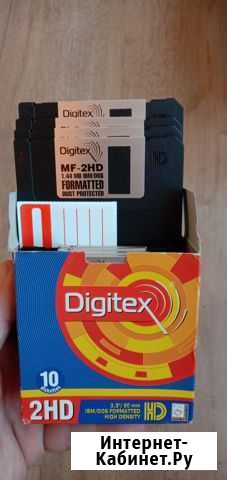 Digitex
Digitex
MF-2HD
1.44 MB IBM/DOS
FORMATTED
DUST PROTECTED
HD
Digitex
10
2HD
3.5"/90 mm
IBM/DOS FORMATTED
HIGH DENSITY
HD
Интернет-
Кабинет.Ру